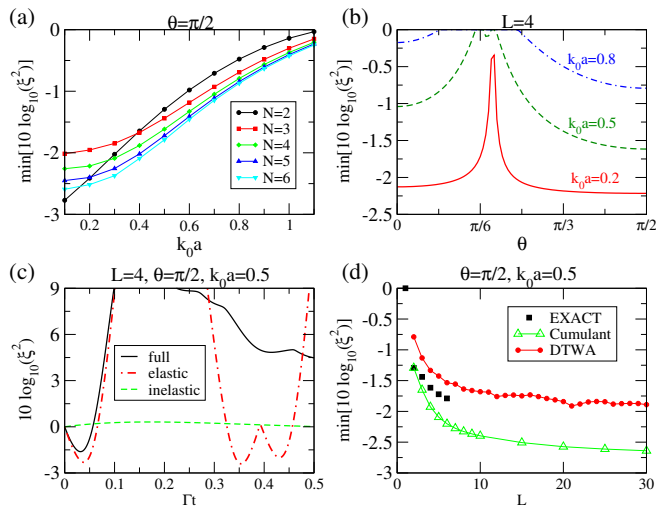 (a)
θ=π/2
min[10 log10(ξ²)]
0
-1
-2
-3
0.2
0.4
0.6
0.8
1
k0a
N=2
N=3
N=4
N=5
N=6
(b)
L=4
min[10 log10(ξ²)]
0
-0.5
-1
-1.5
-2
-2.5
0
π/6
π/3
π/2
θ
k0a=0.8
k0a=0.5
k0a=0.2
(c)
L=4, θ=π/2, k0a=0.5
10 log10(ξ²)
9
6
3
0
-3
0
0.1
0.2
0.3
0.4
0.5
Γt
full
elastic
inelastic
(d)
θ=π/2, k0a=0.5
min[10 log10(ξ²)]
0
-0.5
-1
-1.5
-2
-2.5
-3
0
10
20
30
L
EXACT
Cumulant
DTWA